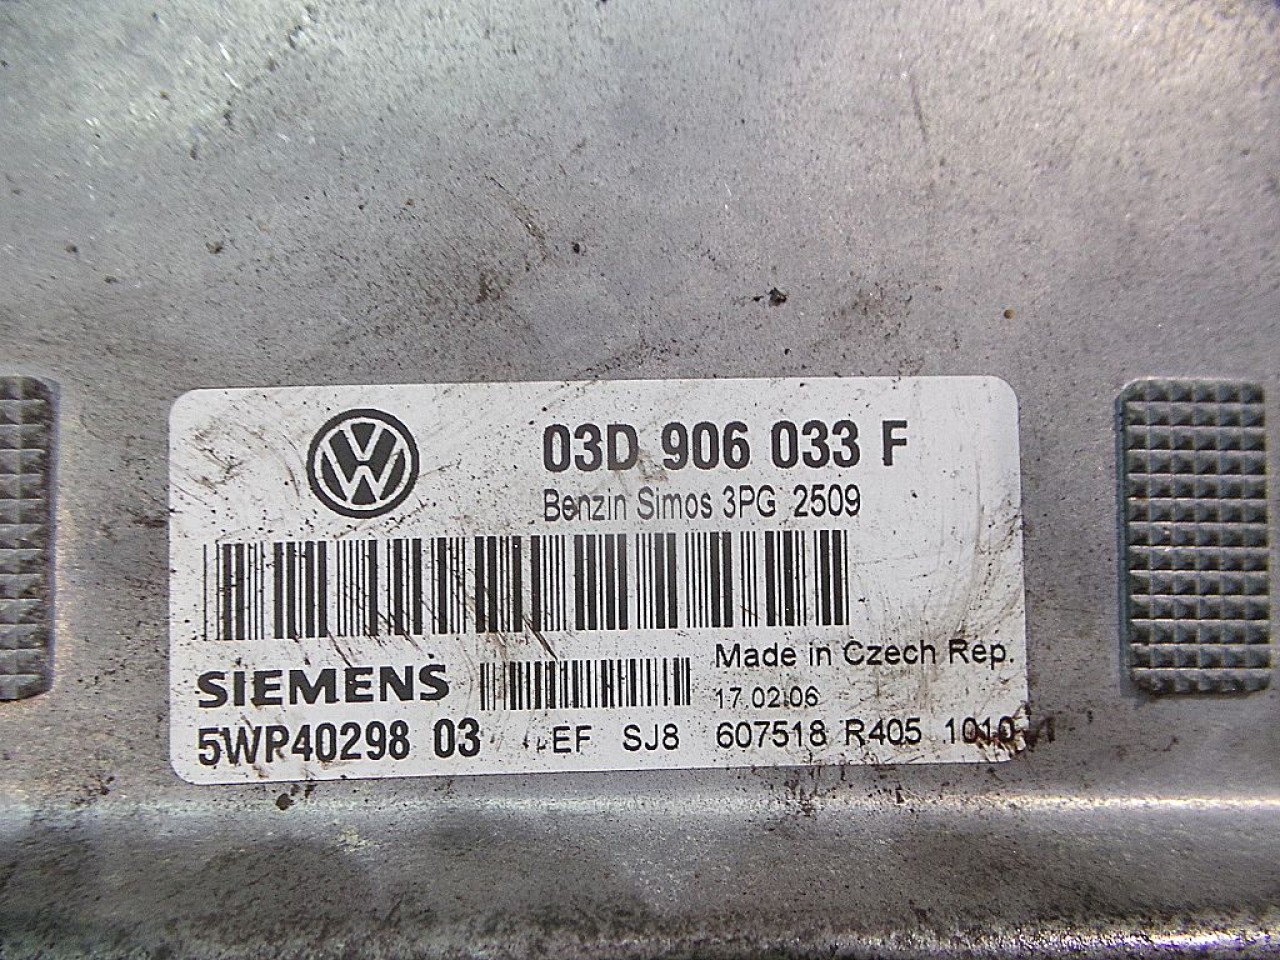 03D 906 033 F
Benzin Simos 3PG 2509
SIEMENS
Made in Czech Rep.
17.02.06
5WP40298 03 EF SJ8 607518 R405 1010